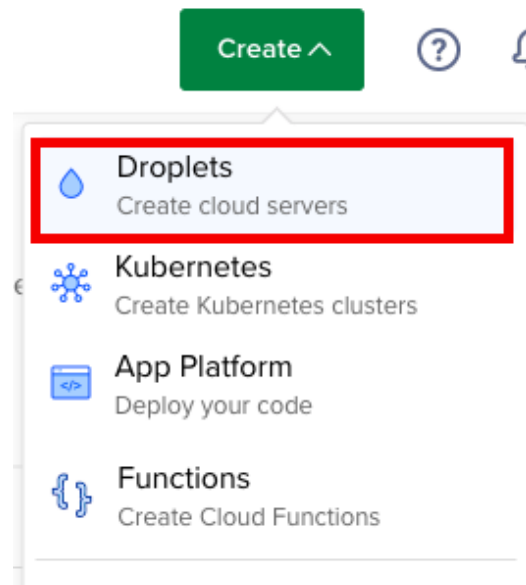 Create
?
Droplets
Create cloud servers
e
Kubernetes
Create Kubernetes clusters
</>
App Platform
Deploy your code
{}
Functions
Create Cloud Functions